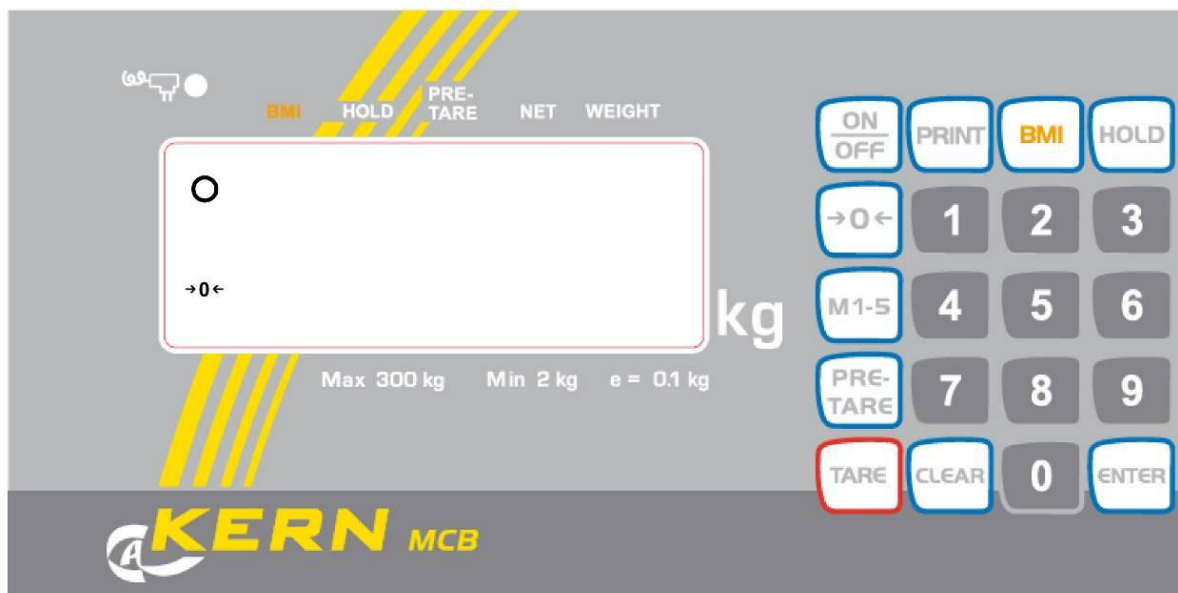 BMI HOLD PRE-TARE NET WEIGHT
→0←
kg
Max 300 kg Min 2 kg e = 0.1 kg
KERN MCB
ON OFF PRINT BMI HOLD
→0← 1 2 3
M1-5 4 5 6
PRE-TARE 7 8 9
TARE CLEAR 0 ENTER